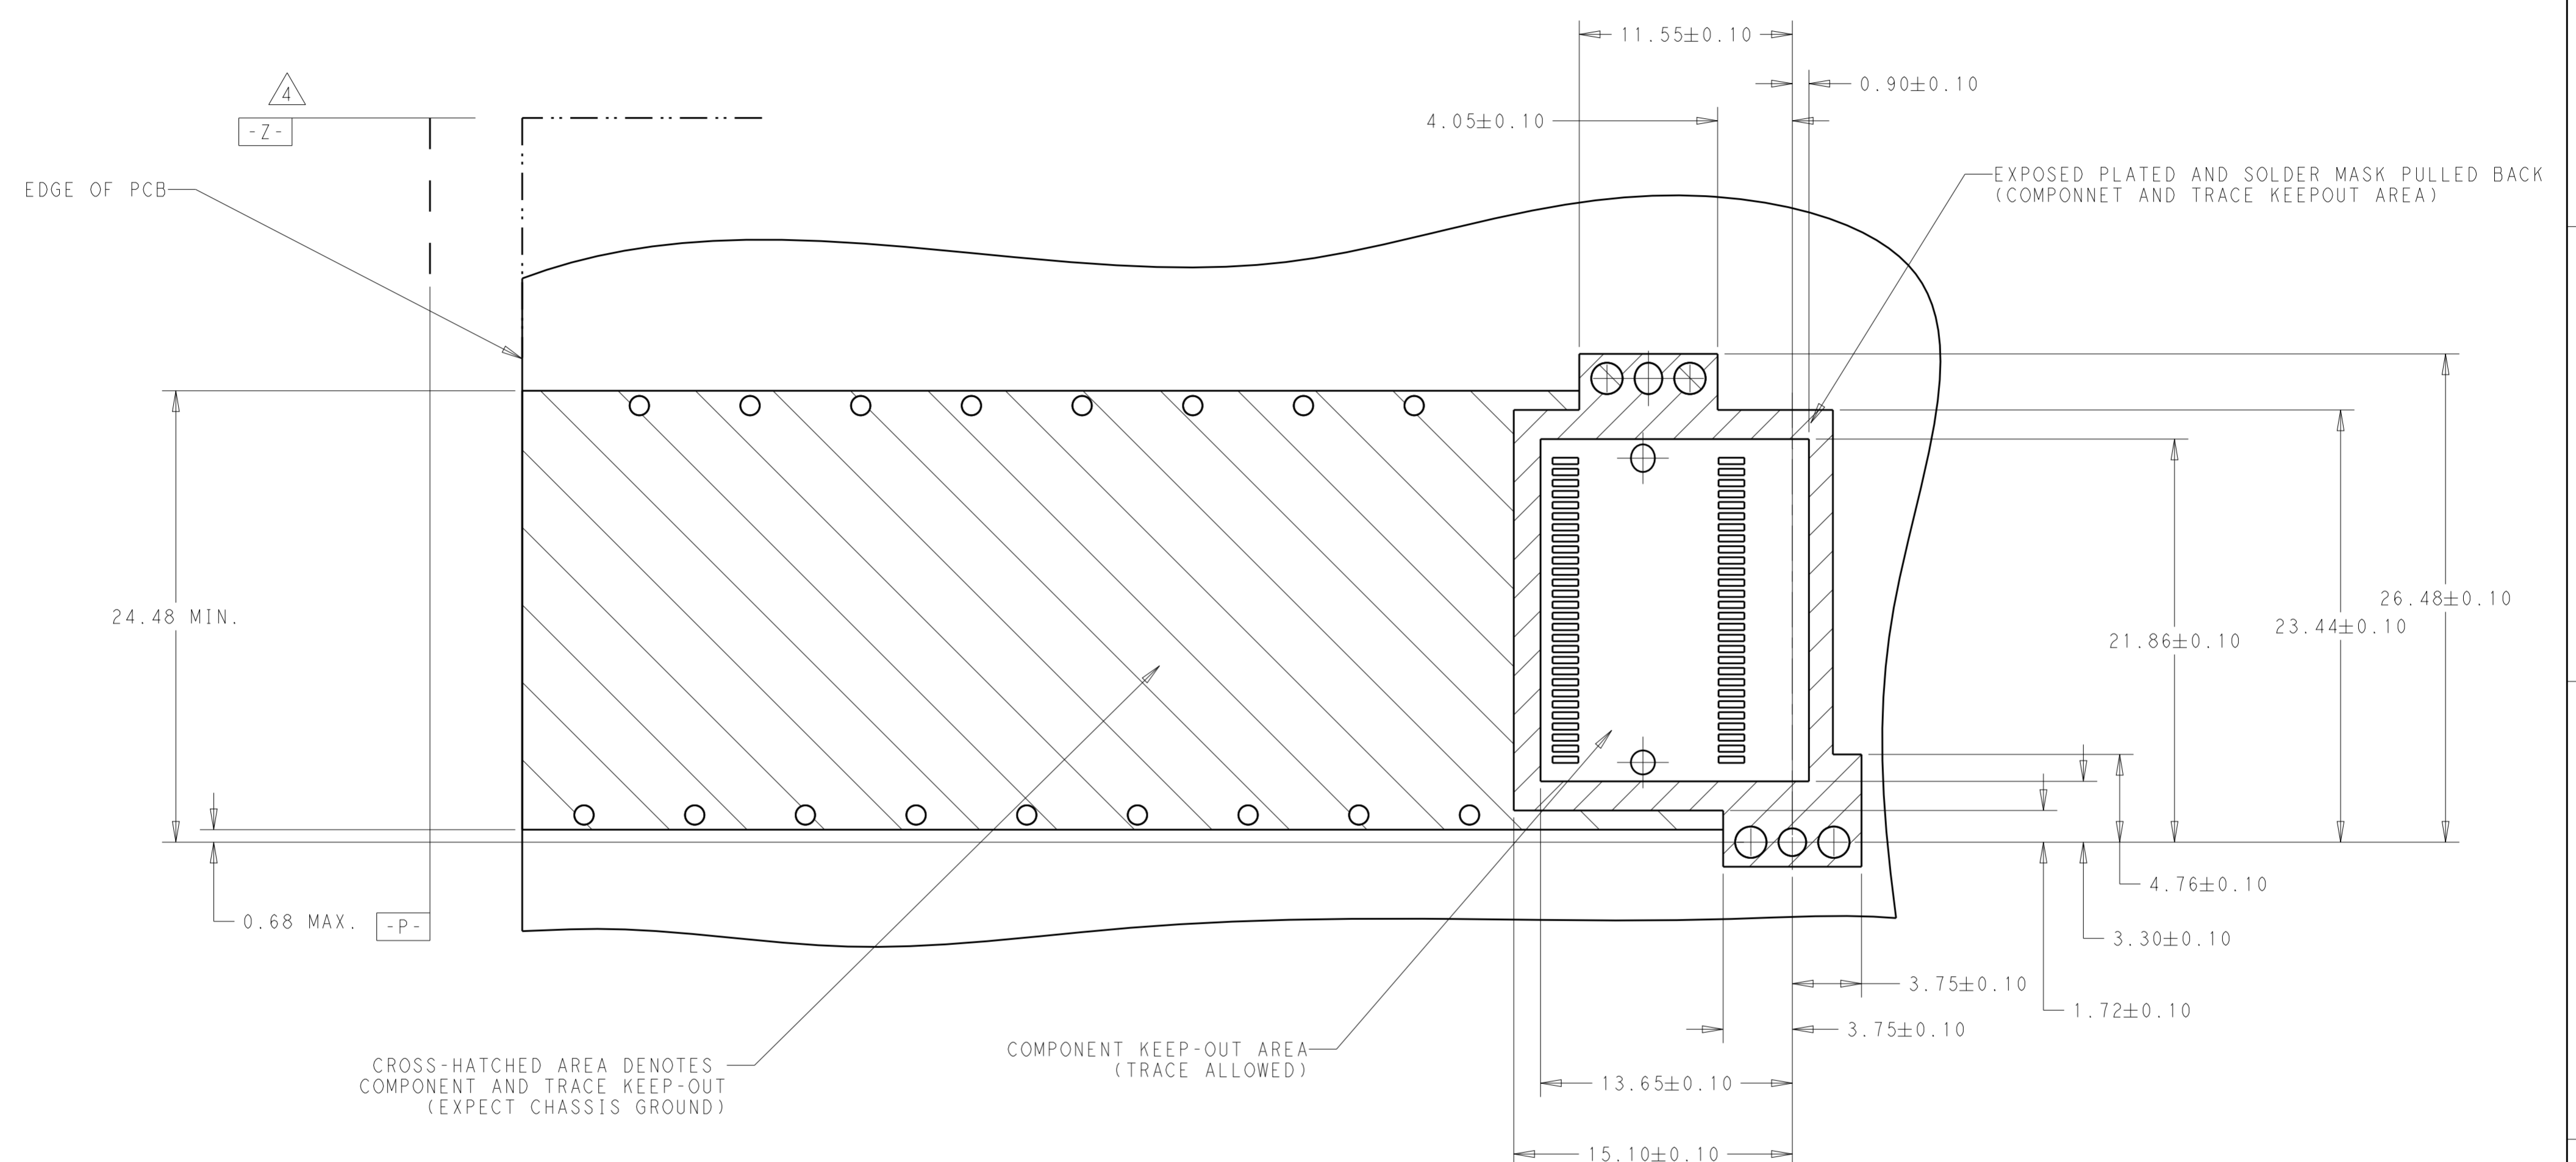 11.55±0.10
0.90±0.10
4.05±0.10
4
-Z-
EDGE OF PCB
EXPOSED PLATED AND SOLDER MASK PULLED BACK
(COMPONNET AND TRACE KEEPOUT AREA)
24.48 MIN.
26.48±0.10
23.44±0.10
21.86±0.10
4.76±0.10
0.68 MAX.
-P-
3.30±0.10
3.75±0.10
1.72±0.10
3.75±0.10
CROSS-HATCHED AREA DENOTES
COMPONENT AND TRACE KEEP-OUT
(EXPECT CHASSIS GROUND)
COMPONENT KEEP-OUT AREA
(TRACE ALLOWED)
13.65±0.10
15.10±0.10